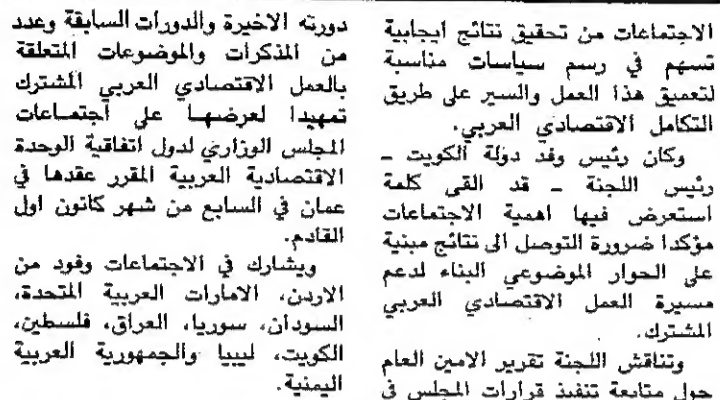 الاجتماعات من تحقيق نتائج ايجابية
تسهم في رسم سياسات مناسبة
لتعميق هذا العمل والسير على طريق
التكامل الاقتصادي العربي.
وكان رئيس وفد دولة الكويت -
رئيس اللجنة - قد القى كلمة
استعرض فيها اهمية الاجتماعات
مؤكدا ضرورة التوصل الى نتائج مبنية
على الحوار الموضوعي البناء لدعم
مسيرة العمل الاقتصادي العربي
المشترك.
وتناقش اللجنة تقرير الامين العام
حول متابعة تنفيذ قرارات المجلس في
دورته الاخيرة والدورات السابقة وعدد
من المذكرات والموضوعات المتعلقة
بالعمل الاقتصادي العربي المشترك
تمهيدا لعرضها على اجتماعات
المجلس الوزاري لدول اتفاقية الوحدة
الاقتصادية العربية المقرر عقدها في
عمان في السابع من شهر كانون اول
القادم.
ويشارك في الاجتماعات وفود من
الاردن، الامارات العربية المتحدة،
السودان، سوريا، العراق، فلسطين،
الكويت، ليبيا والجمهورية العربية
اليمنية.